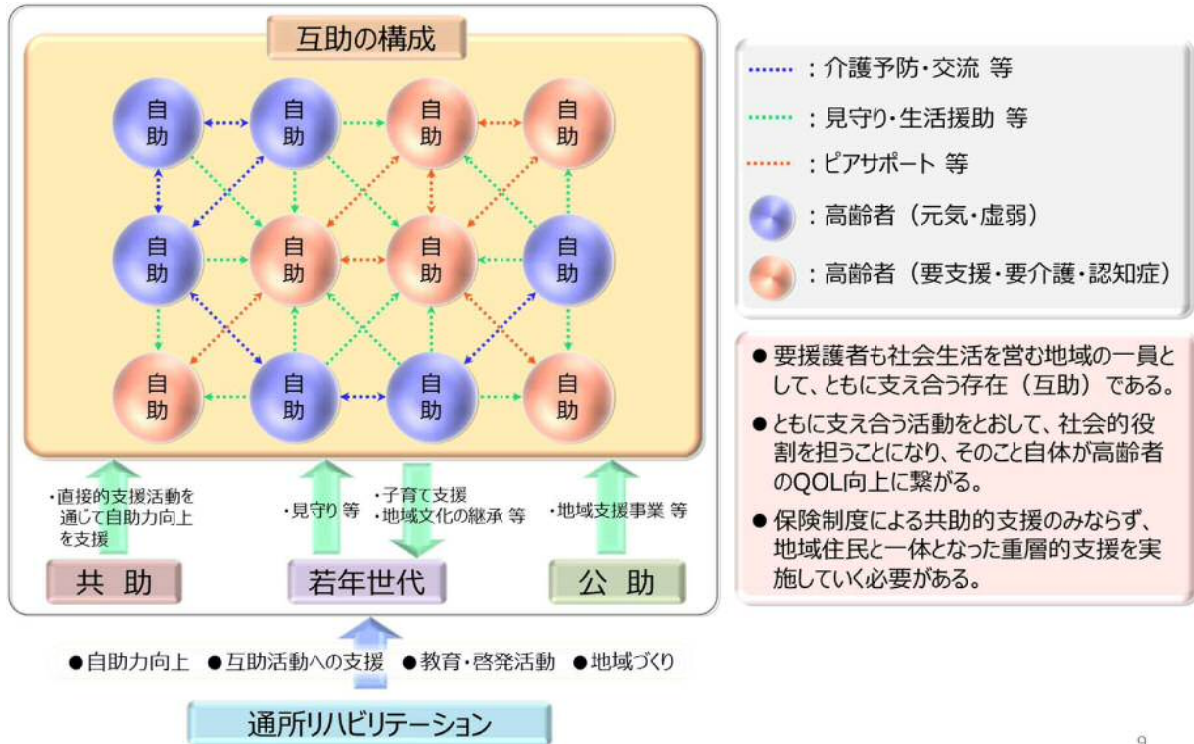 互助の構成
自助
自助
自助
自助
自助
自助
自助
自助
自助
自助
自助
自助
・直接的支援活動を
通じて自助力向上
を支援
・見守り 等
・子育て支援
・地域文化の継承 等
・地域支援事業 等
共 助
若年世代
公 助
●自助力向上 ●互助活動への支援 ●教育・啓発活動 ●地域づくり
通所リハビリテーション
：介護予防・交流 等
：見守り・生活援助 等
：ピアサポート 等
：高齢者（元気・虚弱）
：高齢者（要支援・要介護・認知症）
● 要援護者も社会生活を営む地域の一員と
して、ともに支え合う存在（互助）である。
● ともに支え合う活動をとおして、社会的役
割を担うことになり、そのこと自体が高齢者
のQOL向上に繋がる。
● 保険制度による共助的支援のみならず、
地域住民と一体となった重層的支援を実
施していく必要がある。
9